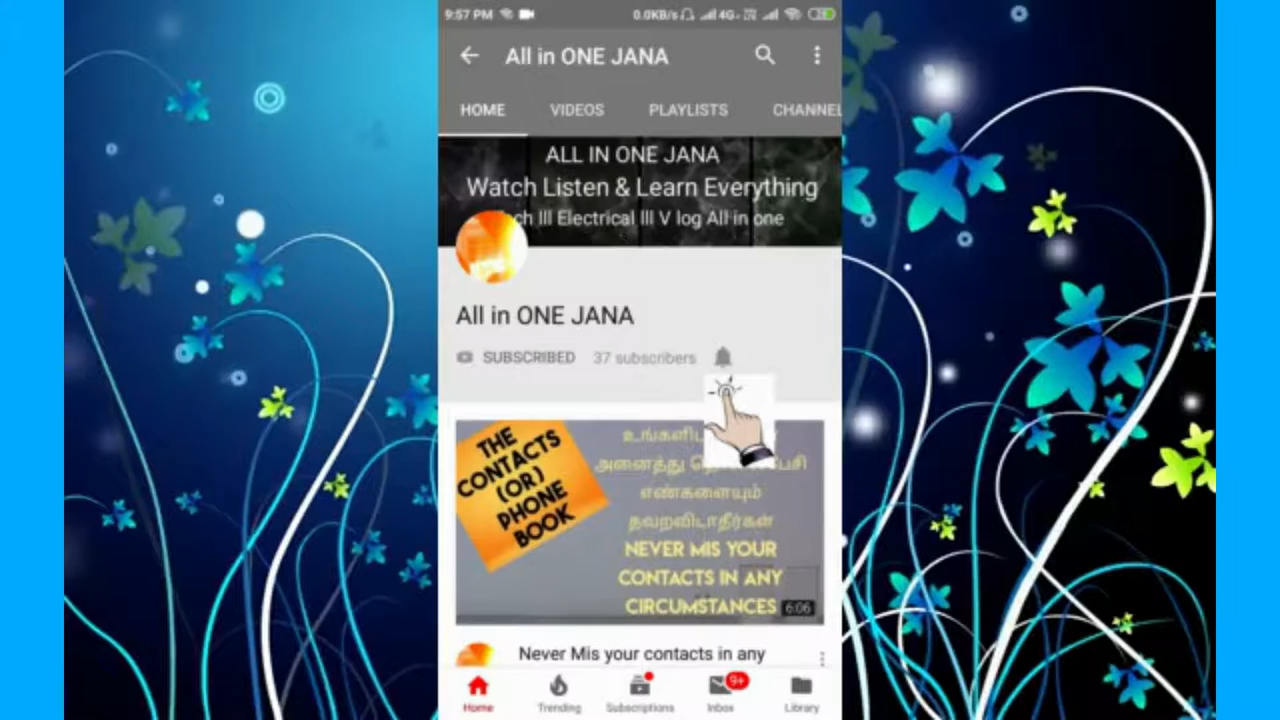 9:57 PM
0.0KB/s
4G+
All in ONE JANA
HOME
VIDEOS
PLAYLISTS
CHANNEL
ALL IN ONE JANA
Watch Listen & Learn Everything
ch lll Electrical lll V log All in one
All in ONE JANA
SUBSCRIBED
37 subscribers
THE
CONTACTS
(OR)
PHONE
BOOK
அனைத்து
எண்களையும்
தவறவிடாதீர்கள்
NEVER MIS YOUR
CONTACTS IN ANY
CIRCUMSTANCES
6:06
Never Mis your contacts in any
9+
Home
Trending
Subscriptions
Inbox
Library